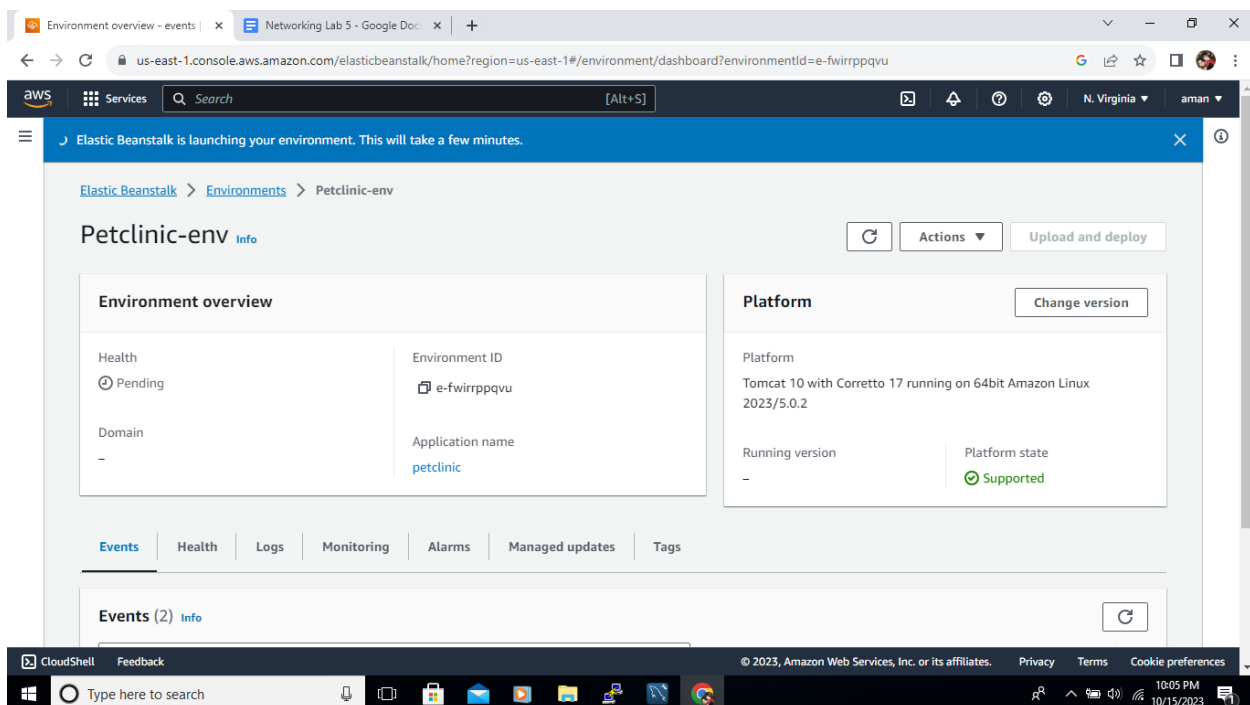 Environment overview - events |
Networking Lab 5 - Google Doc
us-east-1.console.aws.amazon.com/elasticbeanstalk/home?region=us-east-1#/environment/dashboard?environmentId=e-fwirrppqvu
G
aws
Services
Search
[Alt+S]
N. Virginia
aman
Elastic Beanstalk is launching your environment. This will take a few minutes.
Elastic Beanstalk > Environments > Petclinic-env
Petclinic-env Info
Actions
Upload and deploy
Environment overview
Health
Pending
Environment ID
e-fwirrppqvu
Domain
–
Application name
petclinic
Platform
Change version
Platform
Tomcat 10 with Corretto 17 running on 64bit Amazon Linux
2023/5.0.2
Running version
–
Platform state
Supported
Events
Health
Logs
Monitoring
Alarms
Managed updates
Tags
Events (2) Info
CloudShell
Feedback
© 2023, Amazon Web Services, Inc. or its affiliates.
Privacy
Terms
Cookie preferences
Type here to search
10:05 PM
10/15/2023